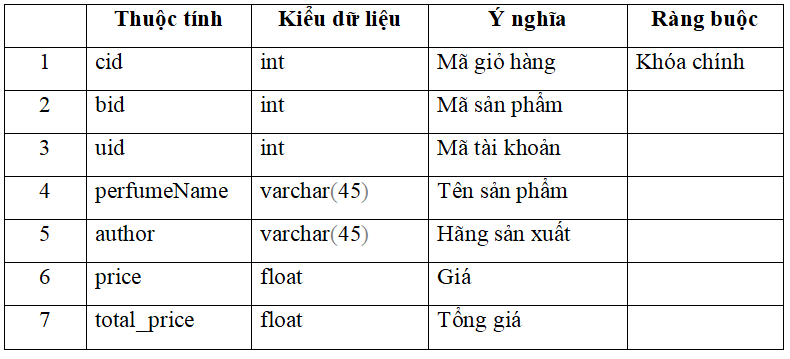 Thuộc tính Kiểu dữ liệu Ý nghĩa Ràng buộc
1 cid int Mã giỏ hàng Khóa chính
2 bid int Mã sản phẩm
3 uid int Mã tài khoản
4 perfumeName varchar(45) Tên sản phẩm
5 author varchar(45) Hãng sản xuất
6 price float Giá
7 total_price float Tổng giá